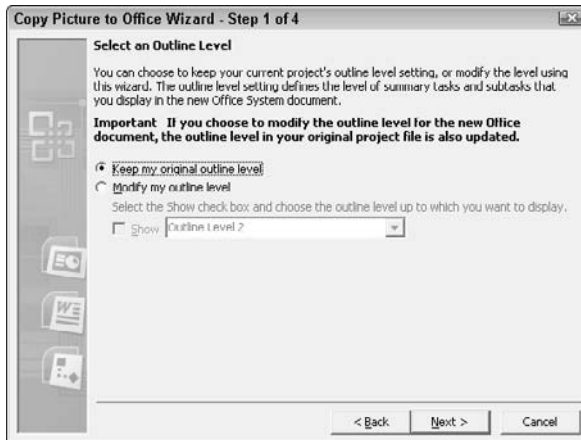 Copy Picture to Office Wizard - Step 1 of 4
Select an Outline Level
You can choose to keep your current project's outline level setting, or modify the level using
this wizard. The outline level setting defines the level of summary tasks and subtasks that
you display in the new Office System document.
Important If you choose to modify the outline level for the new Office
document, the outline level in your original project file is also updated.
Keep my original outline level
Modify my outline level
Select the Show check box and choose the outline level up to which you want to display.
Show Outline Level 2
< Back Next > Cancel